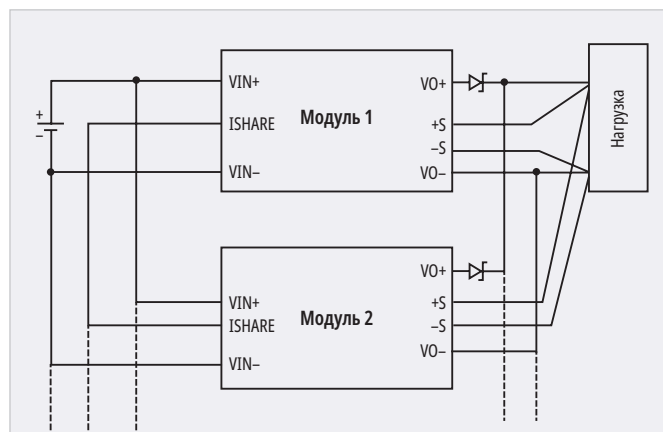 VIN+
VO+
+
–
ISHARE
Модуль 1
+S
–S
VIN–
VO–
Нагрузка
VO+
VIN+
+S
ISHARE
Модуль 2
–S
VO–
VIN–